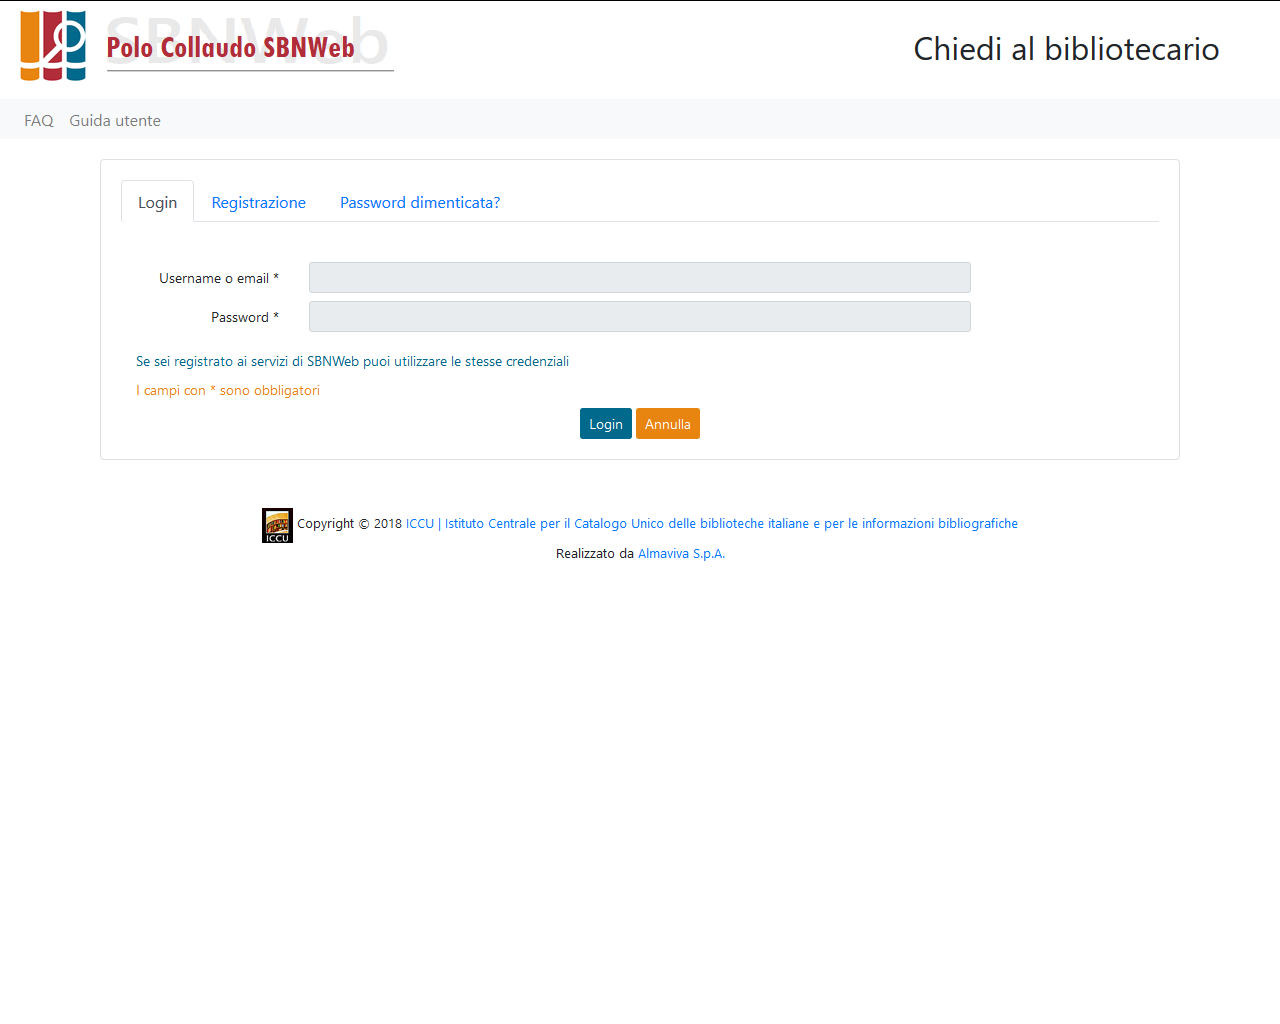 SBNWeb
Polo Collaudo SBNWeb
Chiedi al bibliotecario
FAQ Guida utente
Login Registrazione Password dimenticata?
Username o email *
Password *
Se sei registrato ai servizi di SBNWeb puoi utilizzare le stesse credenziali
I campi con * sono obbligatori
Login Annulla
ICCU Copyright © 2018 ICCU | Istituto Centrale per il Catalogo Unico delle biblioteche italiane e per le informazioni bibliografiche
Realizzato da Almaviva S.p.A.